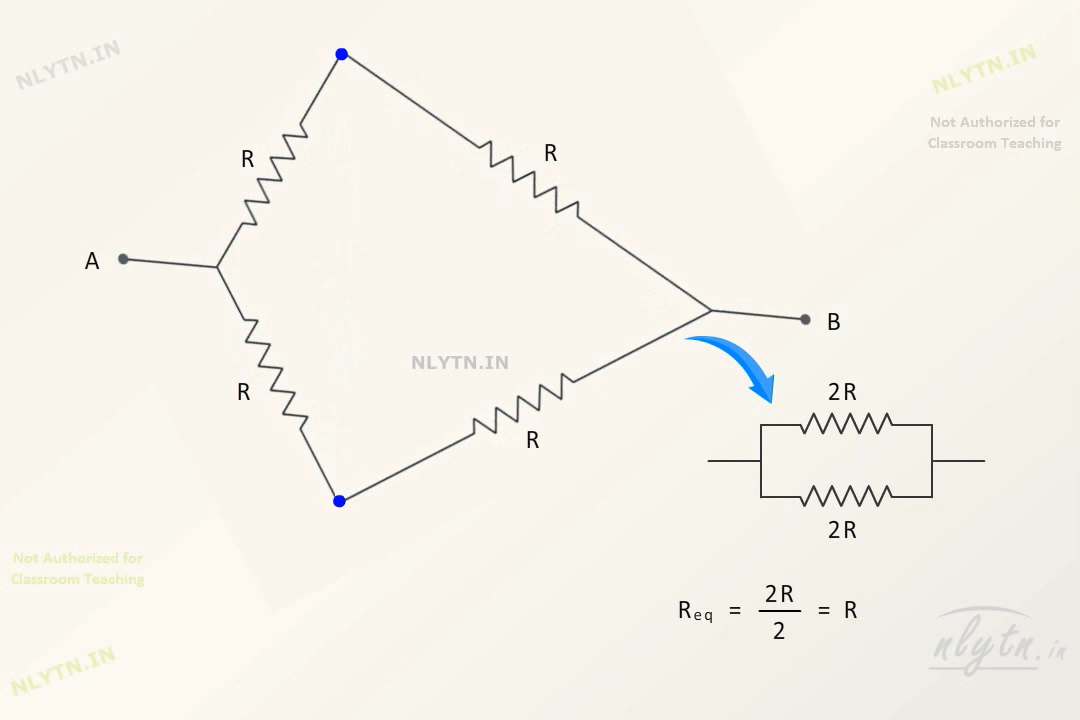 NLYTN.IN
NLYTN.IN
Not Authorized for
Classroom Teaching
R
R
A
B
NLYTN.IN
R
R
2R
2R
Not Authorized for
Classroom Teaching
Req = 2R/2 = R
NLYTN.IN
nlytn.in